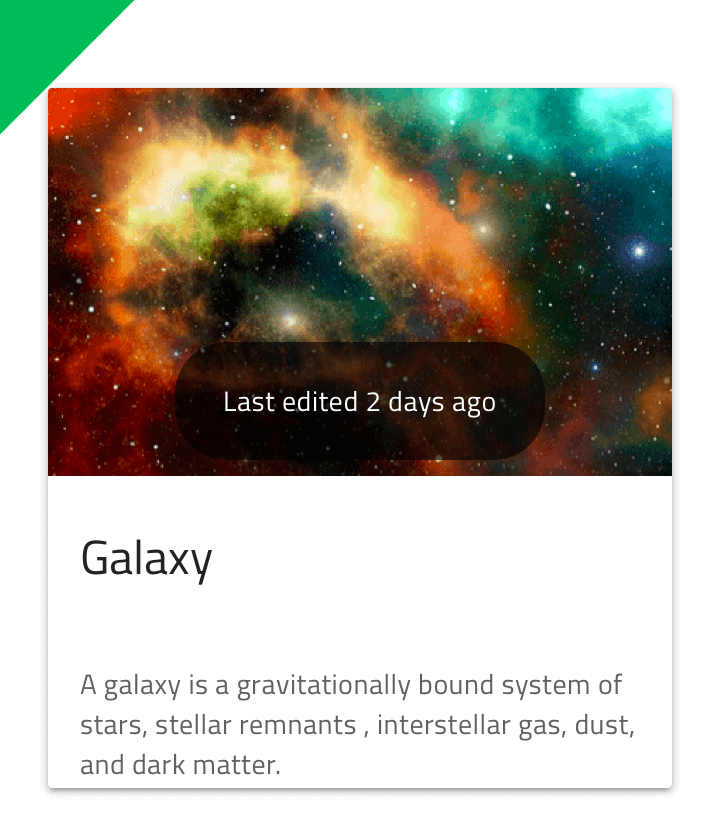 Last edited 2 days ago
Galaxy
A galaxy is a gravitationally bound system of
stars, stellar remnants , interstellar gas, dust,
and dark matter.